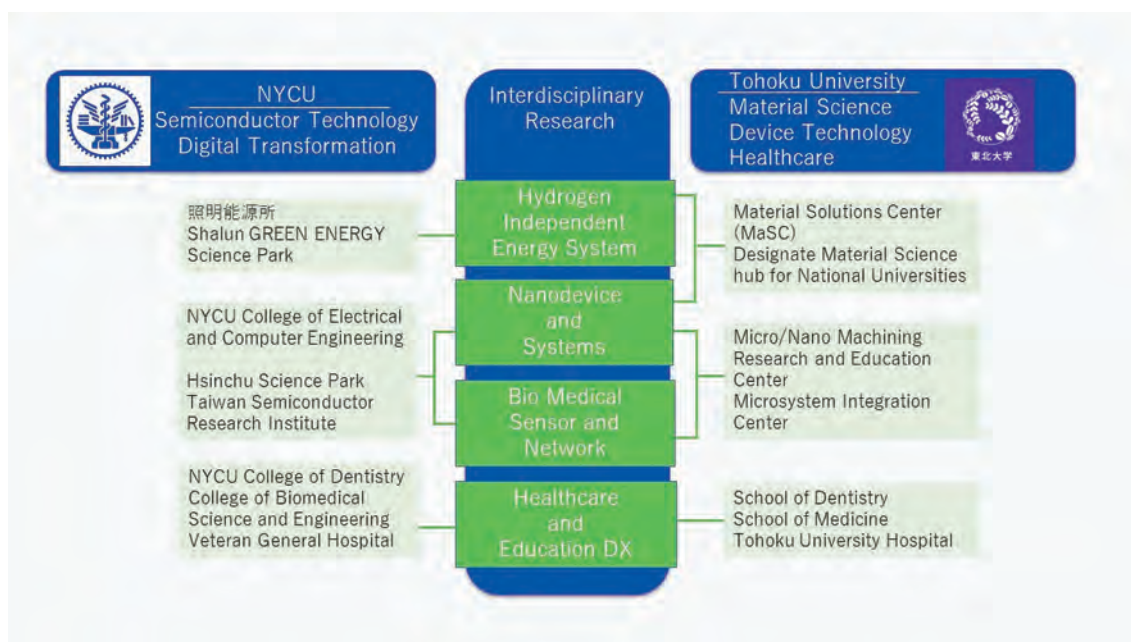 NYCU
Semiconductor Technology
Digital Transformation
Interdisciplinary
Research
Tohoku University
Material Science
Device Technology
Healthcare
東北大学
照明能源所
Shalun GREEN ENERGY
Science Park
Hydrogen
Independent
Energy System
Material Solutions Center
(MaSC)
Designate Material Science
hub for National Universities
NYCU College of Electrical
and Computer Engineering
Hsinchu Science Park
Taiwan Semiconductor
Research Institute
Nanodevice
and
Systems
Bio Medical
Sensor and
Network
Micro/Nano Machining
Research and Education
Center
Microsystem Integration
Center
NYCU College of Dentistry
College of Biomedical
Science and Engineering
Veteran General Hospital
Healthcare
and
Education DX
School of Dentistry
School of Medicine
Tohoku University Hospital